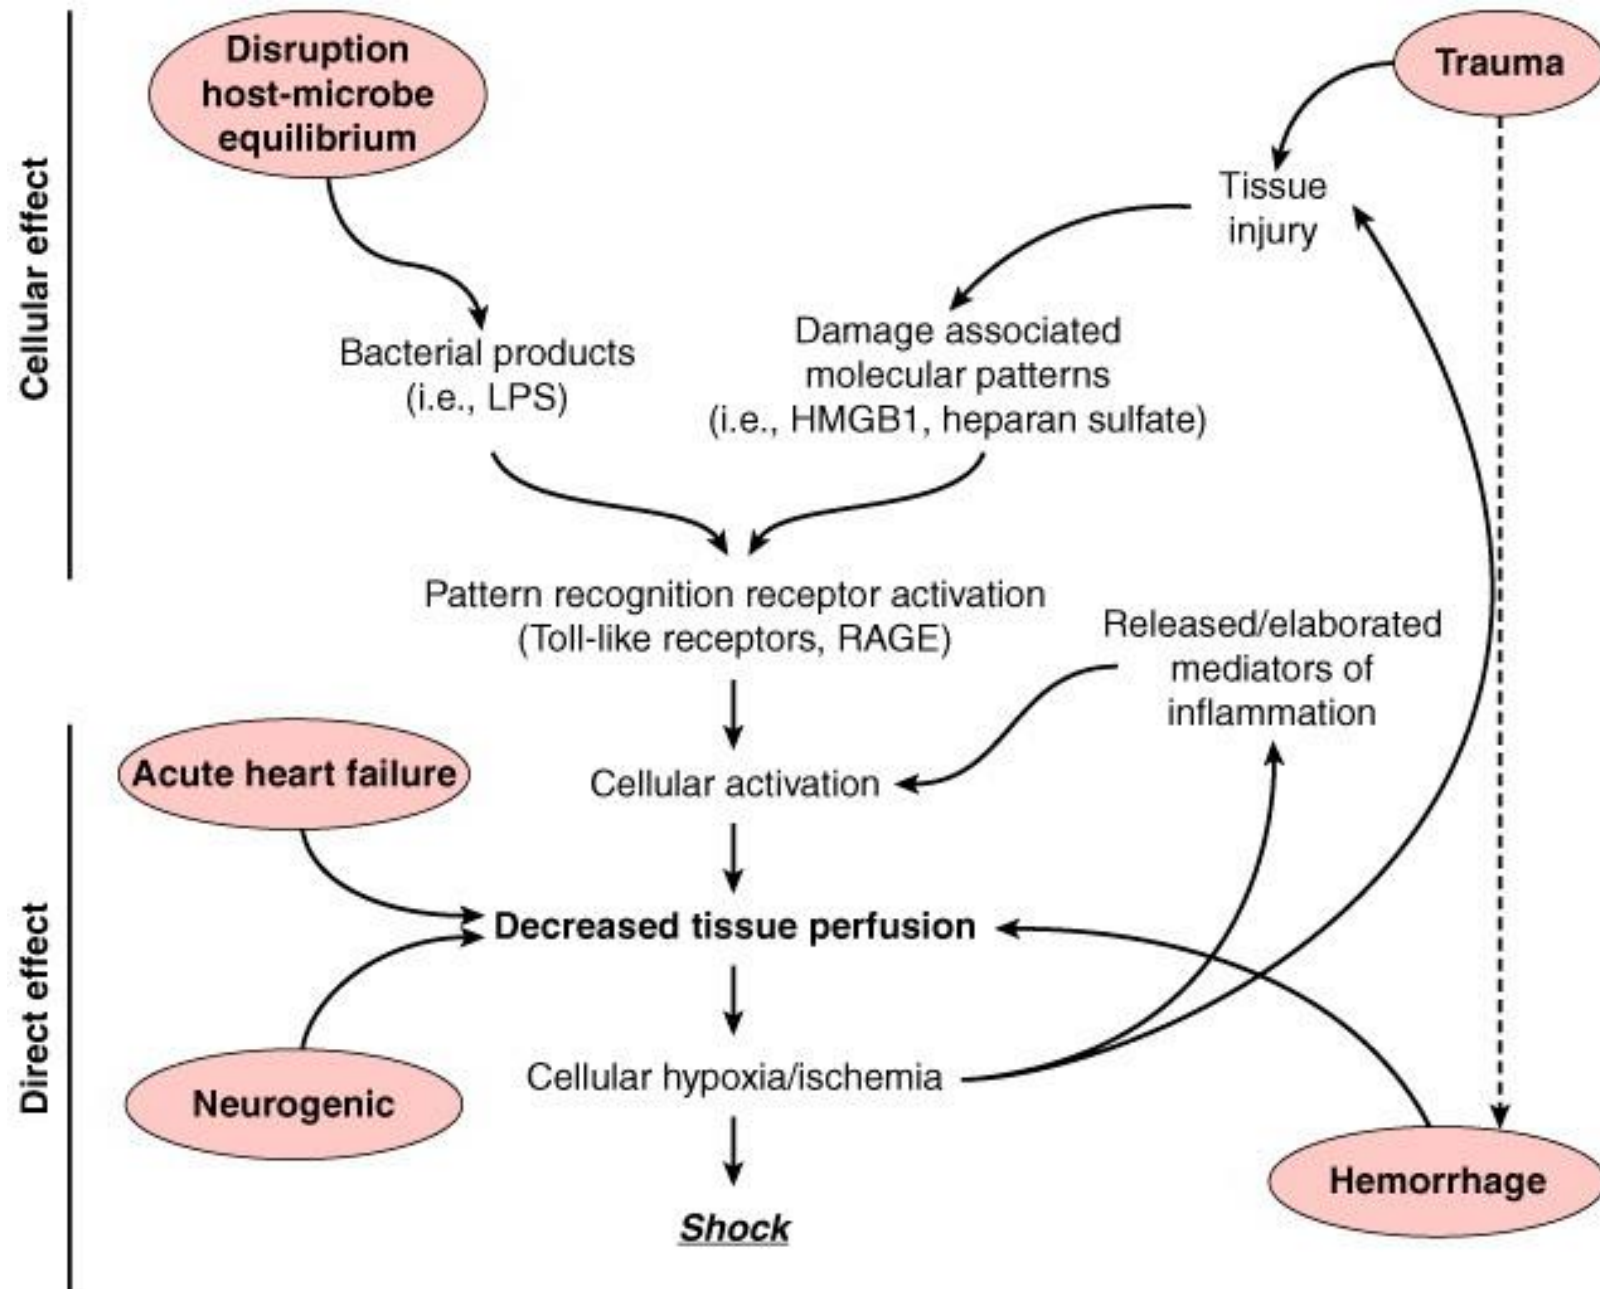 Disruption
host-microbe
equilibrium
Trauma
Tissue
injury
Cellular effect
Bacterial products
(i.e., LPS)
Damage associated
molecular patterns
(i.e., HMGB1, heparan sulfate)
Pattern recognition receptor activation
(Toll-like receptors, RAGE)
Released/elaborated
mediators of
inflammation
Acute heart failure
Cellular activation
Direct effect
Decreased tissue perfusion
Neurogenic
Cellular hypoxia/ischemia
Hemorrhage
Shock